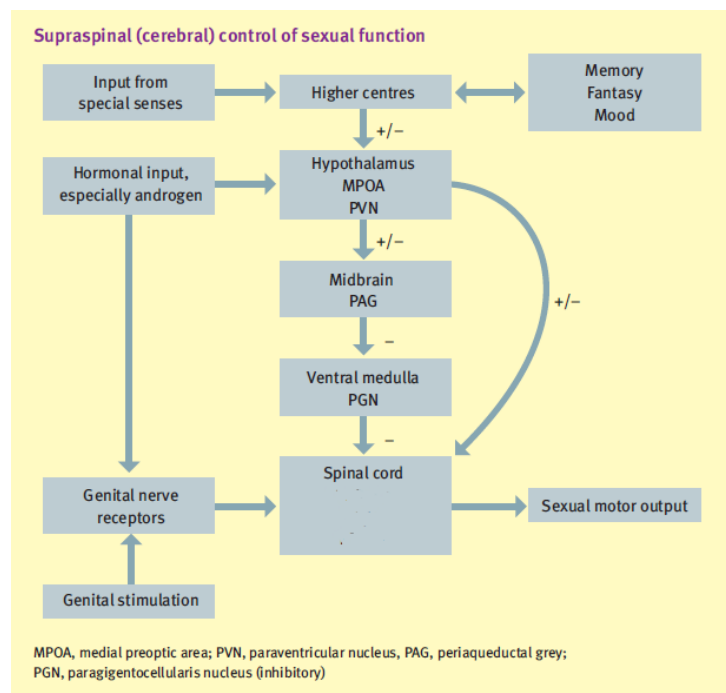 Supraspinal (cerebral) control of sexual function
Input from
special senses
Higher centres
Memory
Fantasy
Mood
+/–
Hormonal input,
especially androgen
Hypothalamus
MPOA
PVN
+/–
Midbrain
PAG
+/–
–
Ventral medulla
PGN
–
Spinal cord
Genital nerve
receptors
Sexual motor output
Genital stimulation
MPOA, medial preoptic area; PVN, paraventricular nucleus, PAG, periaqueductal grey;
PGN, paragigentocellularis nucleus (inhibitory)